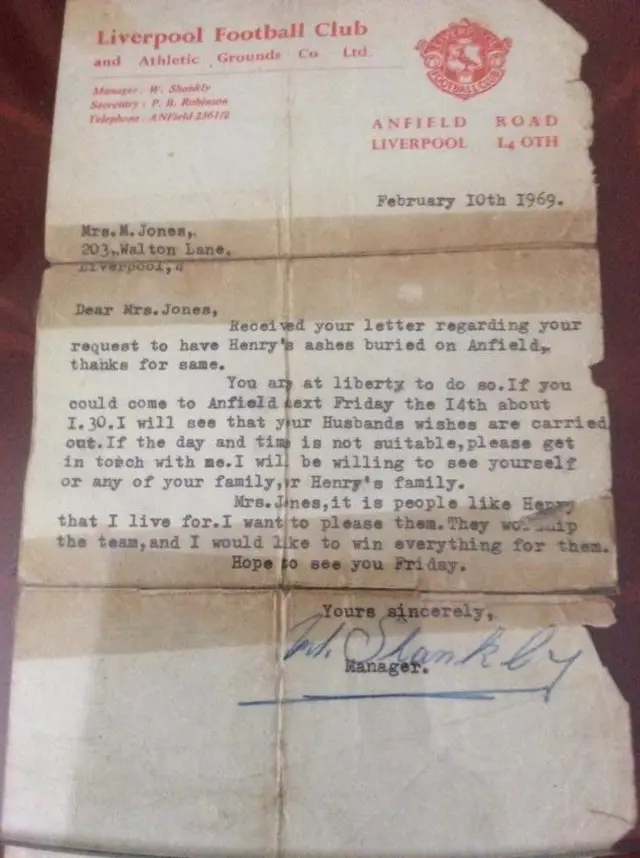 Liverpool Football Club
and Athletic Grounds Co Ltd.
Manager: W. Shankly
Secretary: P. B. Robinson
Telephone: ANField 2361/2
LIVERPOOL
FOOTBALL CLUB
ANFIELD ROAD
LIVERPOOL L4 OTH
February 10th 1969.
Mrs.M.Jones,.
203,.Walton Lane,
Liverpool,4
Dear Mrs.Jones,
Received your letter regarding your
request to have Henry's ashes buried on Anfield,
thanks for same.
You are at liberty to do so.If you
could come to Anfield next Friday the I4th about
I.30.I will see that your Husbands wishes are carried
out.If the day and time is not suitable,please get
in touch with me.I will be willing to see yourself
or any of your family,or Henry's family.
Mrs.Jones,it is people like Henry
that I live for.I want to please them.They worship
the team,and I would like to win everything for them.
Hope to see you Friday.
Yours sincerely,
W. Shankly
Manager.